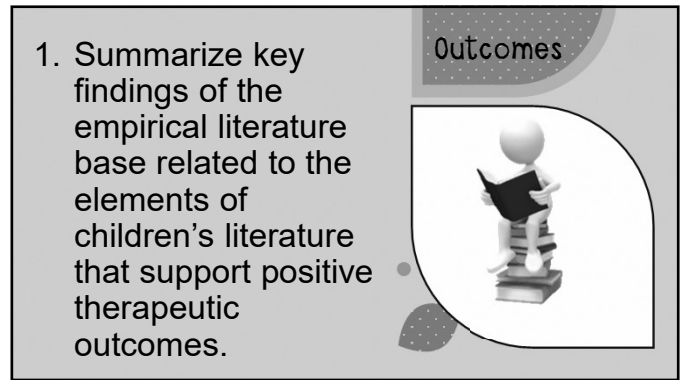 Outcomes
1. Summarize key
findings of the
empirical literature
base related to the
elements of
children’s literature
that support positive
therapeutic
outcomes.